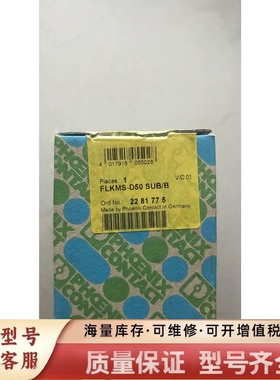 4 017918 055028
Pieces 1
V/C 01
FLKMS-D50 SUB/B
Ord No. 22 81 77 5
Made by Phoenix Contact in Germany
PHOENIX
CONTACT
型号
客服
海量库存·可维修·可开增值税
质量保证 型号齐